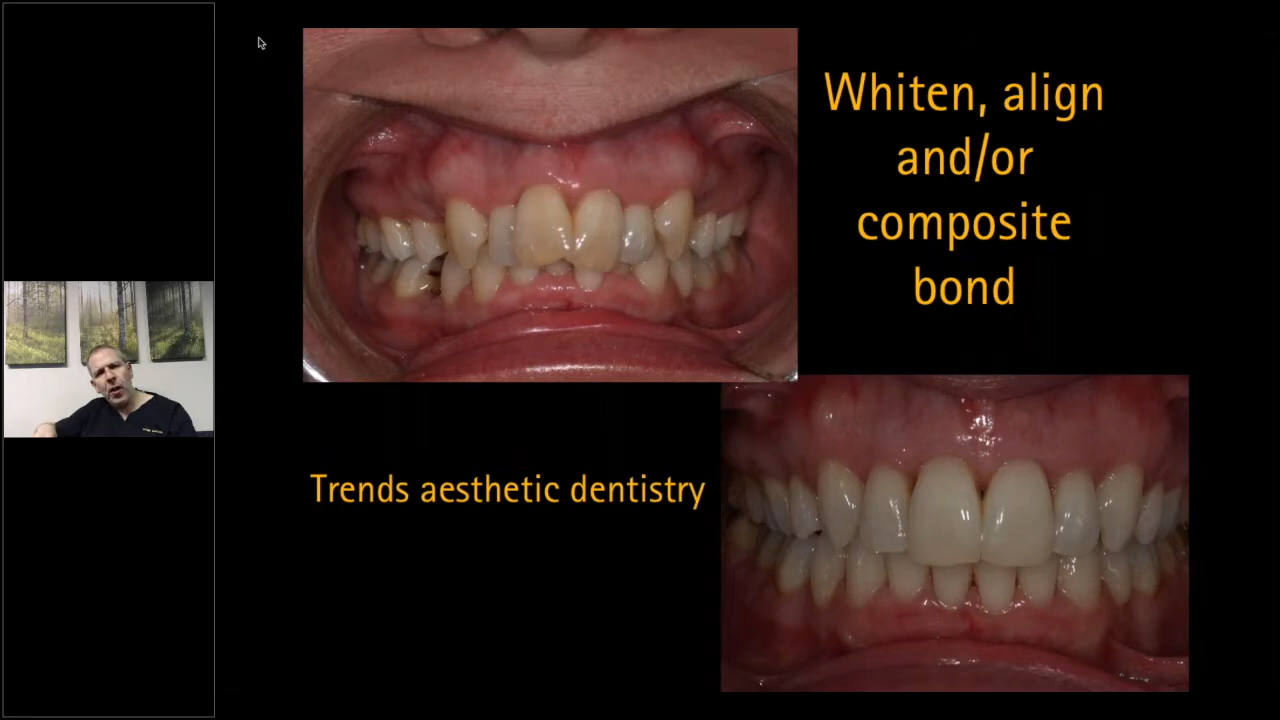 Whiten, align
and/or
composite
bond
Trends aesthetic dentistry